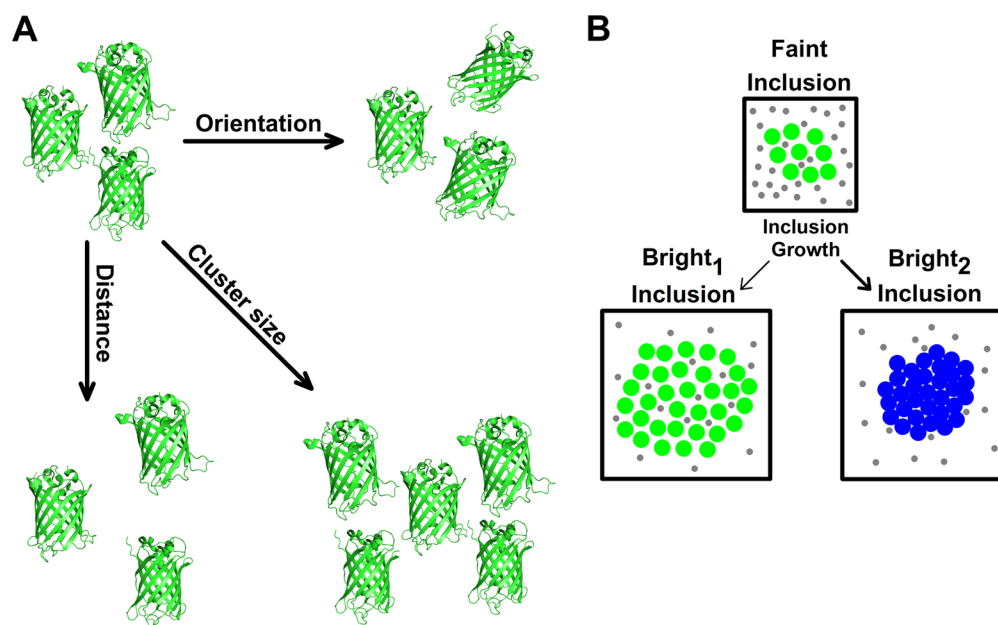 A
Orientation
Distance
Cluster size
B
Faint
Inclusion
Inclusion
Growth
Bright₁
Inclusion
Bright₂
Inclusion